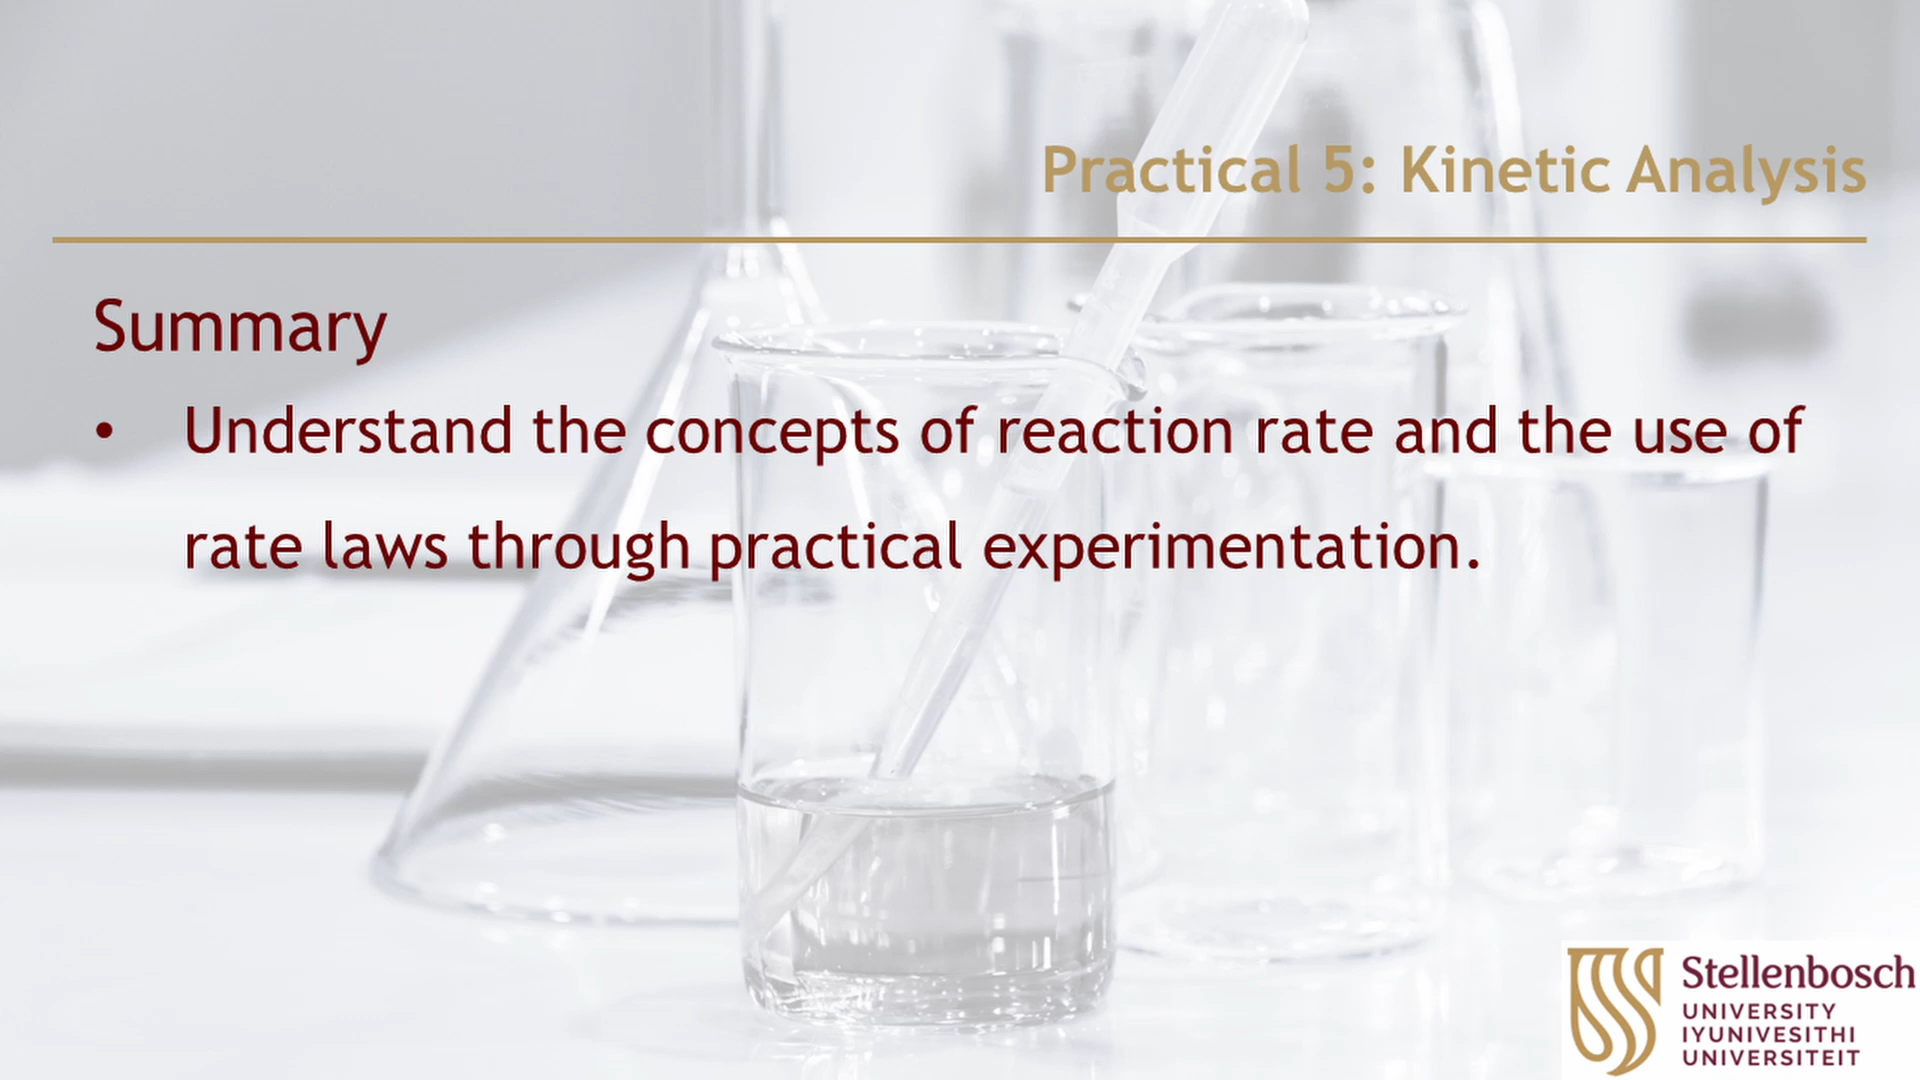 Practical 5: Kinetic Analysis
Summary
• Understand the concepts of reaction rate and the use of
rate laws through practical experimentation.
Stellenbosch
UNIVERSITY
IYUNIVESITHI
UNIVERSITEIT